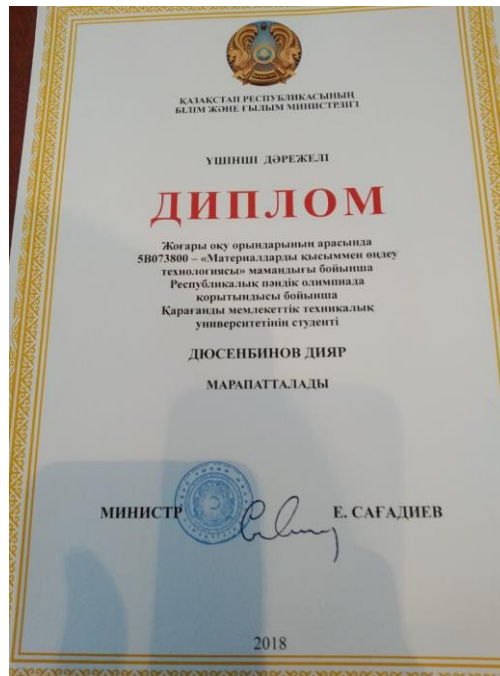 ҚАЗАҚСТАН РЕСПУБЛИКАСЫНЫҢ
БІЛІМ ЖӘНЕ ҒЫЛЫМ МИНИСТРЛІГІ
ҮШІНШІ ДӘРЕЖЕЛІ
ДИПЛОМ
Жоғары оқу орындарының арасында
5В073800 – «Материалдарды қысыммен өңдеу
технологиясы» мамандығы бойынша
Республикалық пәндік олимпиада
қорытындысы бойынша
Қарағанды мемлекеттік техникалық
университетінің студенті
ДЮСЕНБИНОВ ДИЯР
МАРАПАТТАЛАДЫ
МИНИСТР Е. САҒАДИЕВ
2018